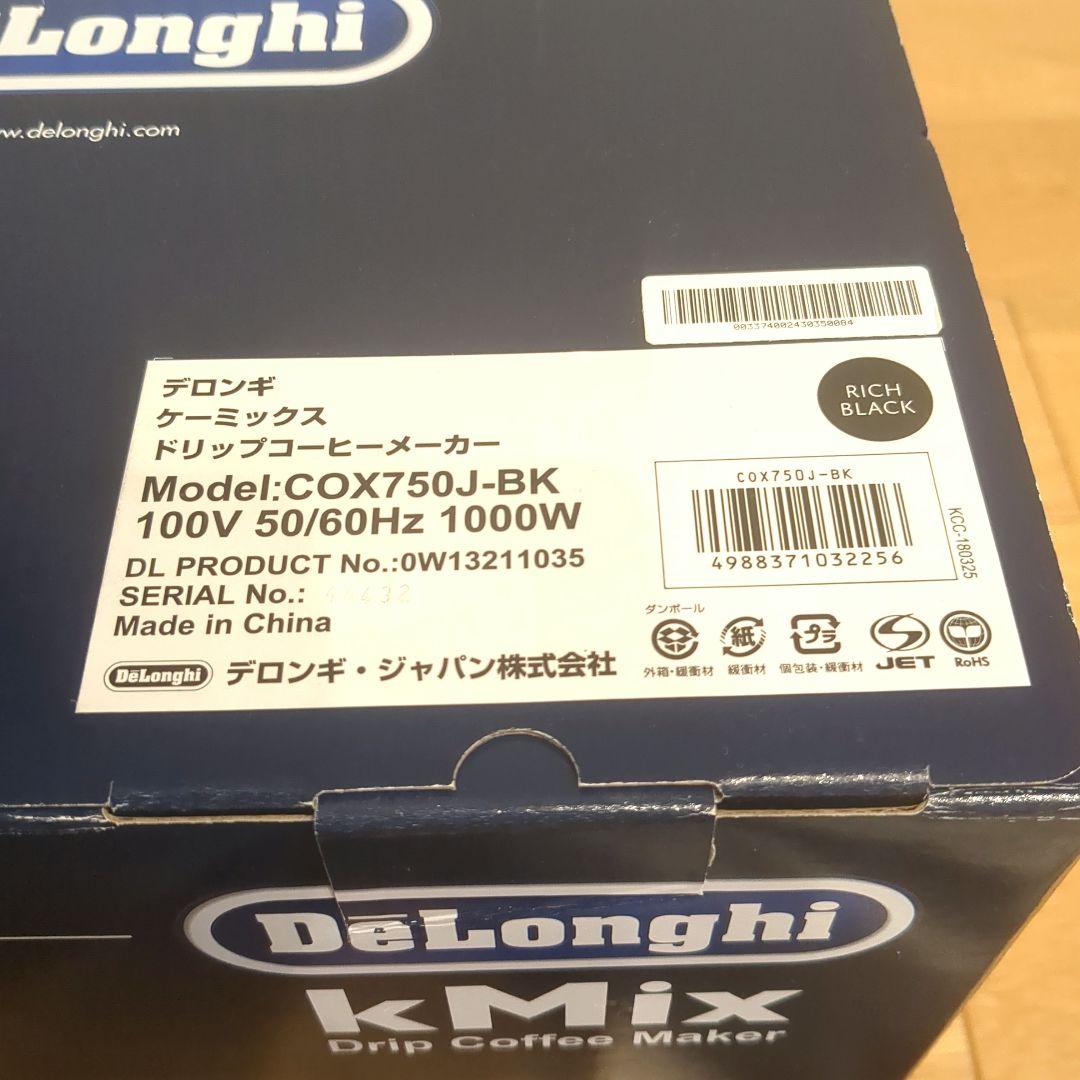 Longhi
w.delonghi.com
003374002430350084
デロンギ
ケーミックス
ドリップコーヒーメーカー
Model:COX750J-BK
100V 50/60Hz 1000W
DL PRODUCT No.:0W13211035
SERIAL No.:
Made in China
DeLonghi デロンギ・ジャパン株式会社
RICH
BLACK
COX750J-BK
4988371032256
KCC-180325
ダンボール
外箱・緩衝材
紙
緩衝材
プラ
個包装・緩衝材
JET
RoHS
DeLonghi
kMix
Drip Coffee Maker